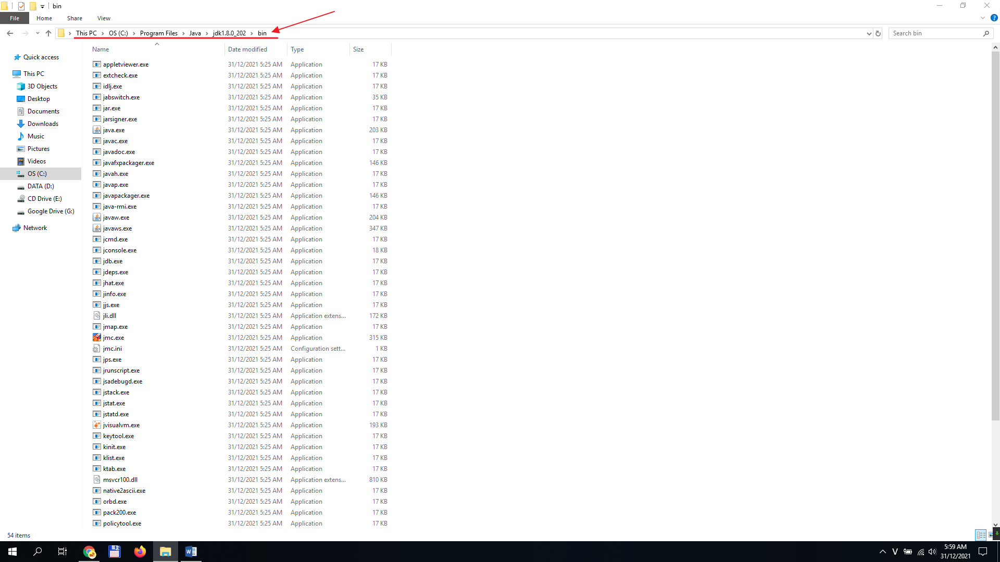 bin
File Home Share View
This PC OS (C:) Program Files Java jdk1.8.0_202 bin Search bin
Name Date modified Type Size
Quick access
This PC
3D Objects
Desktop
Documents
Downloads
Music
Pictures
Videos
OS (C:)
DATA (D:)
CD Drive (E:)
Google Drive (G:)
Network
appletviewer.exe 31/12/2021 5:25 AM Application 17 KB
extcheck.exe 31/12/2021 5:25 AM Application 17 KB
idlj.exe 31/12/2021 5:25 AM Application 17 KB
jabswitch.exe 31/12/2021 5:25 AM Application 35 KB
jar.exe 31/12/2021 5:25 AM Application 17 KB
jarsigner.exe 31/12/2021 5:25 AM Application 17 KB
java.exe 31/12/2021 5:25 AM Application 203 KB
javac.exe 31/12/2021 5:25 AM Application 17 KB
javadoc.exe 31/12/2021 5:25 AM Application 17 KB
javafxpackager.exe 31/12/2021 5:25 AM Application 146 KB
javah.exe 31/12/2021 5:25 AM Application 17 KB
javap.exe 31/12/2021 5:25 AM Application 17 KB
javapackager.exe 31/12/2021 5:25 AM Application 146 KB
java-rmi.exe 31/12/2021 5:25 AM Application 17 KB
javaw.exe 31/12/2021 5:25 AM Application 204 KB
javaws.exe 31/12/2021 5:25 AM Application 347 KB
jcmd.exe 31/12/2021 5:25 AM Application 17 KB
jconsole.exe 31/12/2021 5:25 AM Application 18 KB
jdb.exe 31/12/2021 5:25 AM Application 17 KB
jdeps.exe 31/12/2021 5:25 AM Application 17 KB
jhat.exe 31/12/2021 5:25 AM Application 17 KB
jinfo.exe 31/12/2021 5:25 AM Application 17 KB
jjs.exe 31/12/2021 5:25 AM Application 17 KB
jli.dll 31/12/2021 5:25 AM Application extens... 172 KB
jmap.exe 31/12/2021 5:25 AM Application 17 KB
jmc.exe 31/12/2021 5:25 AM Application 315 KB
jmc.ini 31/12/2021 5:25 AM Configuration sett... 1 KB
jps.exe 31/12/2021 5:25 AM Application 17 KB
jrunscript.exe 31/12/2021 5:25 AM Application 17 KB
jsadebugd.exe 31/12/2021 5:25 AM Application 17 KB
jstack.exe 31/12/2021 5:25 AM Application 17 KB
jstat.exe 31/12/2021 5:25 AM Application 17 KB
jstatd.exe 31/12/2021 5:25 AM Application 17 KB
jvisualvm.exe 31/12/2021 5:25 AM Application 193 KB
keytool.exe 31/12/2021 5:25 AM Application 17 KB
kinit.exe 31/12/2021 5:25 AM Application 17 KB
klist.exe 31/12/2021 5:25 AM Application 17 KB
ktab.exe 31/12/2021 5:25 AM Application 17 KB
msvcr100.dll 31/12/2021 5:25 AM Application extens... 810 KB
native2ascii.exe 31/12/2021 5:25 AM Application 17 KB
orbd.exe 31/12/2021 5:25 AM Application 17 KB
pack200.exe 31/12/2021 5:25 AM Application 17 KB
policytool.exe 31/12/2021 5:25 AM Application 17 KB
54 items
V 5:59 AM
31/12/2021